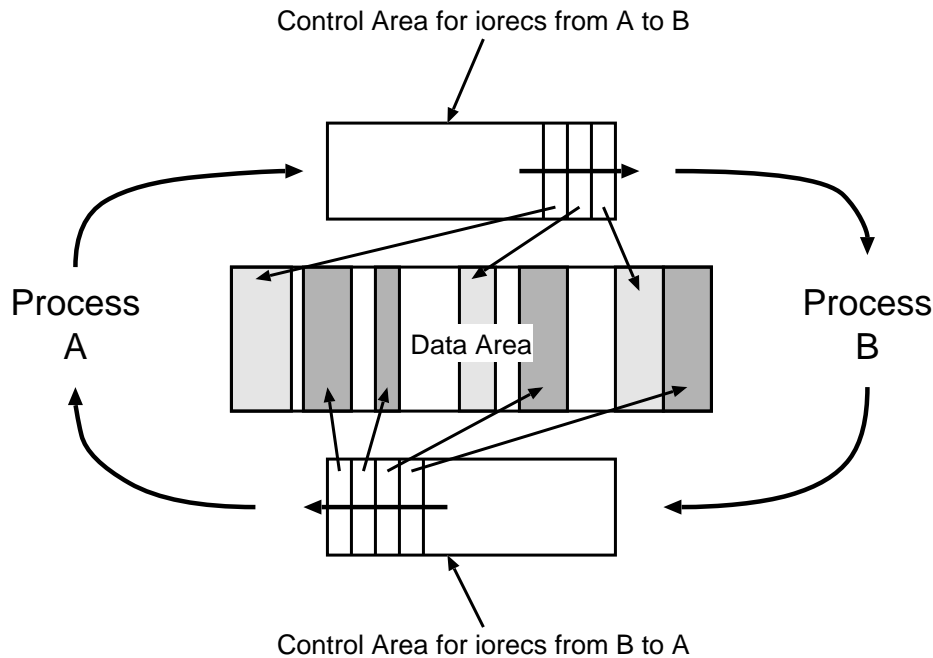 Control Area for iorecs from A to B
Process
A
Data Area
Process
B
Control Area for iorecs from B to A